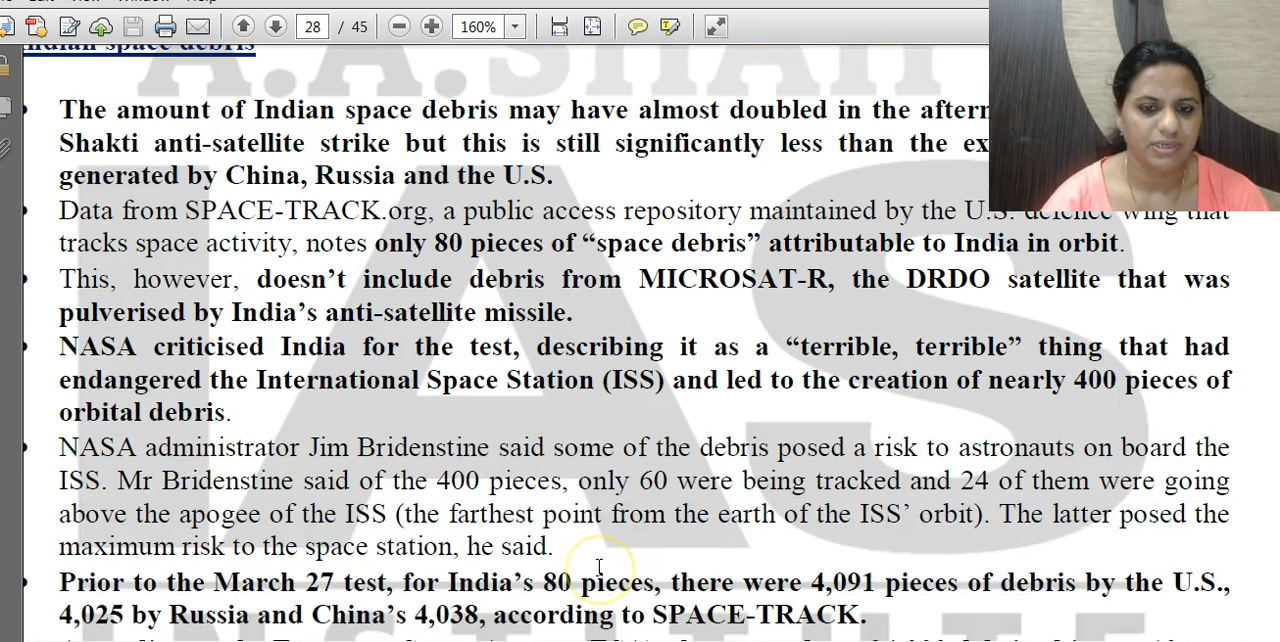 28 / 45 160%
Indian space debris
A.A.SHAH
The amount of Indian space debris may have almost doubled in the aftern
Shakti anti-satellite strike but this is still significantly less than the ex
generated by China, Russia and the U.S.
Data from SPACE-TRACK.org, a public access repository maintained by the U.S. defence wing that
tracks space activity, notes only 80 pieces of “space debris” attributable to India in orbit.
This, however, doesn’t include debris from MICROSAT-R, the DRDO satellite that was
pulverised by India’s anti-satellite missile.
IAS
NASA criticised India for the test, describing it as a “terrible, terrible” thing that had
endangered the International Space Station (ISS) and led to the creation of nearly 400 pieces of
orbital debris.
NASA administrator Jim Bridenstine said some of the debris posed a risk to astronauts on board the
ISS. Mr Bridenstine said of the 400 pieces, only 60 were being tracked and 24 of them were going
above the apogee of the ISS (the farthest point from the earth of the ISS’ orbit). The latter posed the
maximum risk to the space station, he said.
Prior to the March 27 test, for India’s 80 pieces, there were 4,091 pieces of debris by the U.S.,
4,025 by Russia and China’s 4,038, according to SPACE-TRACK.